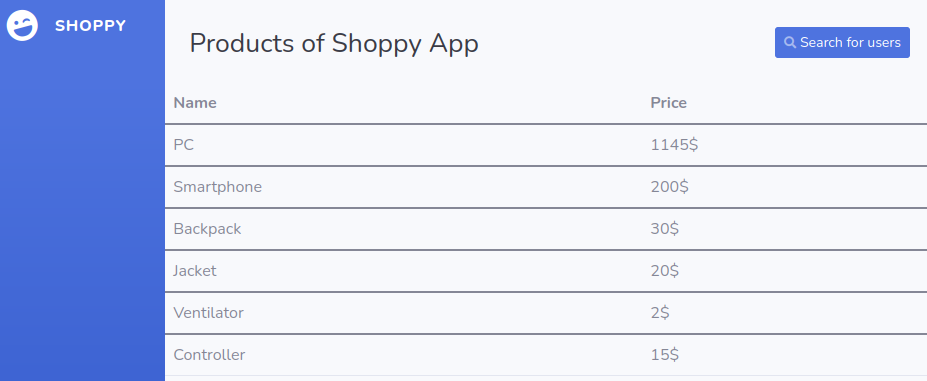 SHOPPY
Products of Shoppy App
Search for users
Name Price
PC 1145$
Smartphone 200$
Backpack 30$
Jacket 20$
Ventilator 2$
Controller 15$